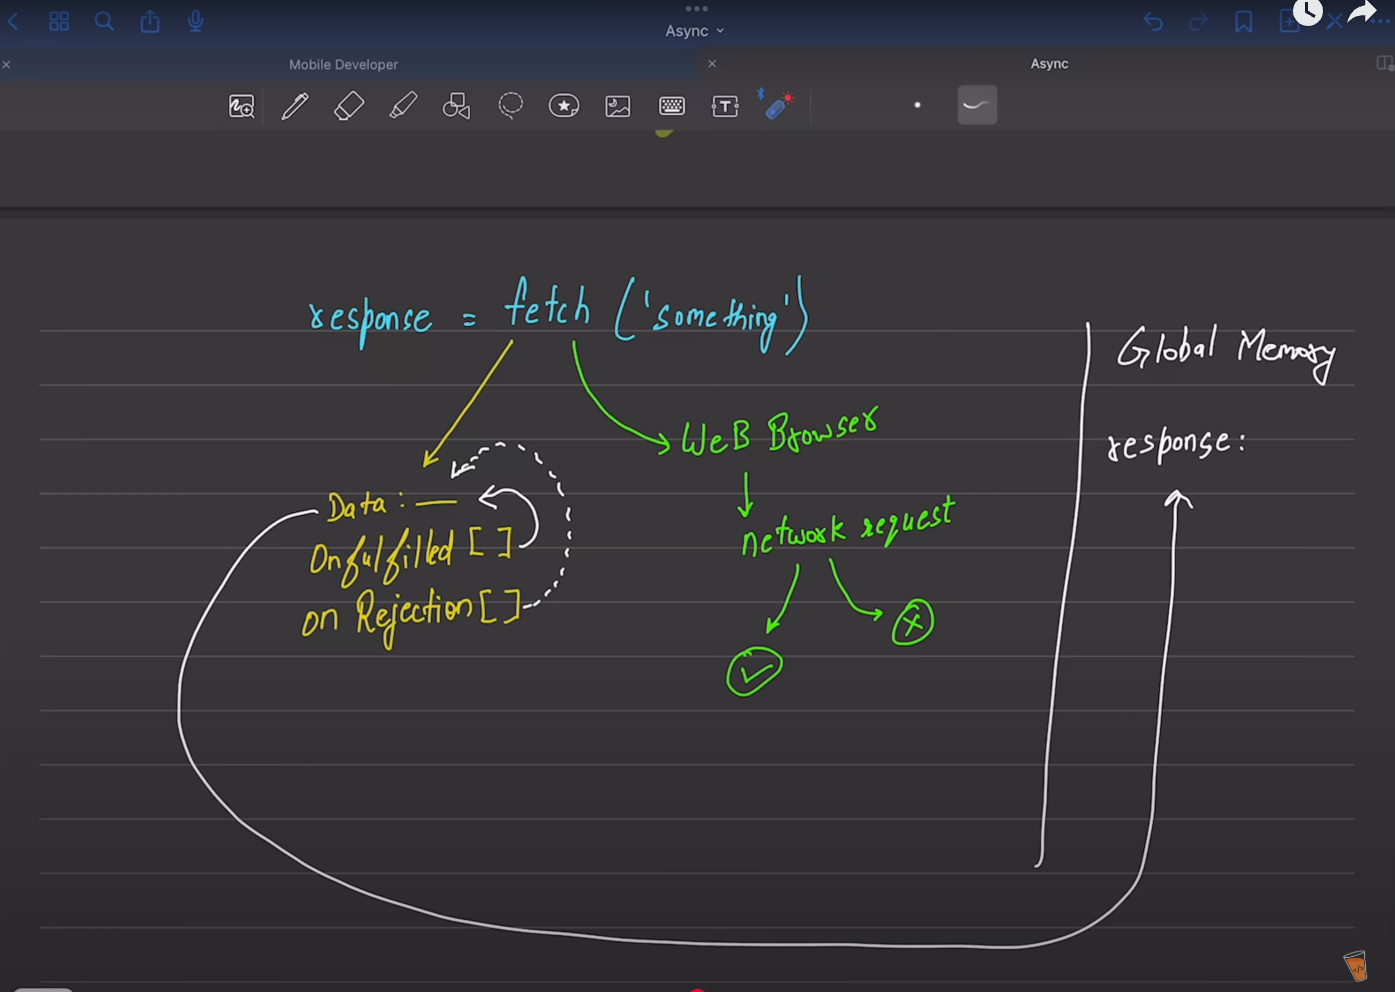 Async
Mobile Developer
Async
T
response = fetch ('something')
Global Memory
response:
Web Browser
Data: —
network request
Onfulfilled [ ]
on Rejection [ ]